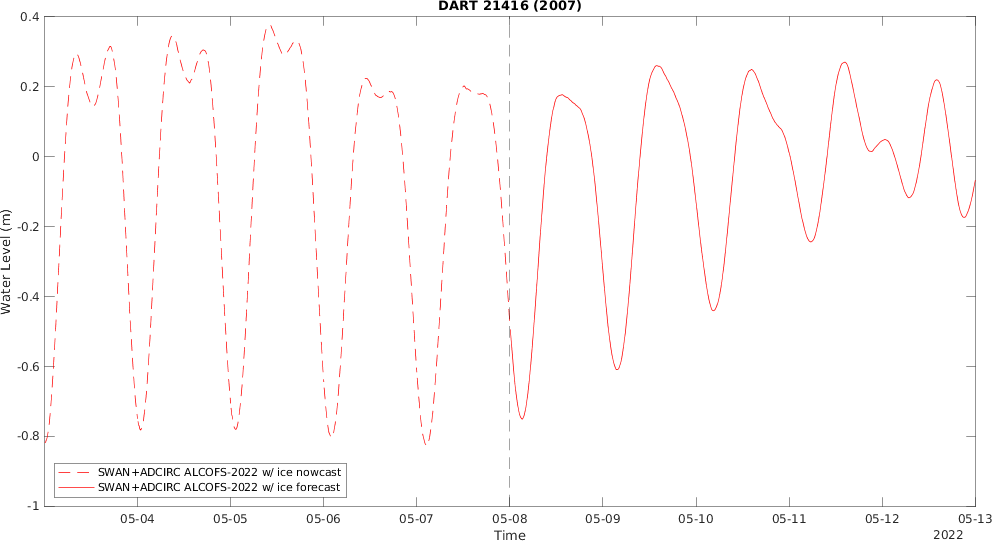 DART 21416 (2007)
0.4
0.2
0
-0.2
-0.4
-0.6
-0.8
-1
Water Level (m)
SWAN+ADCIRC ALCOFS-2022 w/ ice nowcast
SWAN+ADCIRC ALCOFS-2022 w/ ice forecast
05-04 05-05 05-06 05-07 05-08 05-09 05-10 05-11 05-12 05-13
Time
2022